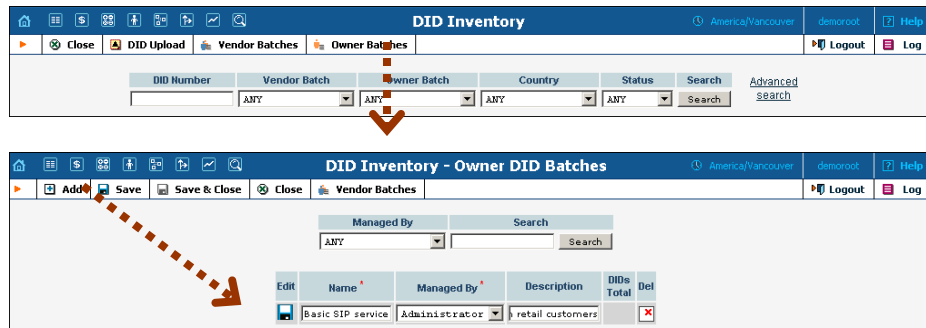 DID Inventory America/Vancouver demoroot ? Help
Close DID Upload Vendor Batches Owner Batches Logout Log
DID Number Vendor Batch Owner Batch Country Status Search Advanced search
ANY ANY ANY ANY Search
DID Inventory - Owner DID Batches America/Vancouver demoroot ? Help
Add Save Save & Close Close Vendor Batches Logout Log
Managed By Search
ANY Search
Edit Name * Managed By * Description DIDs Total Del
Basic SIP service Administrator retail customers